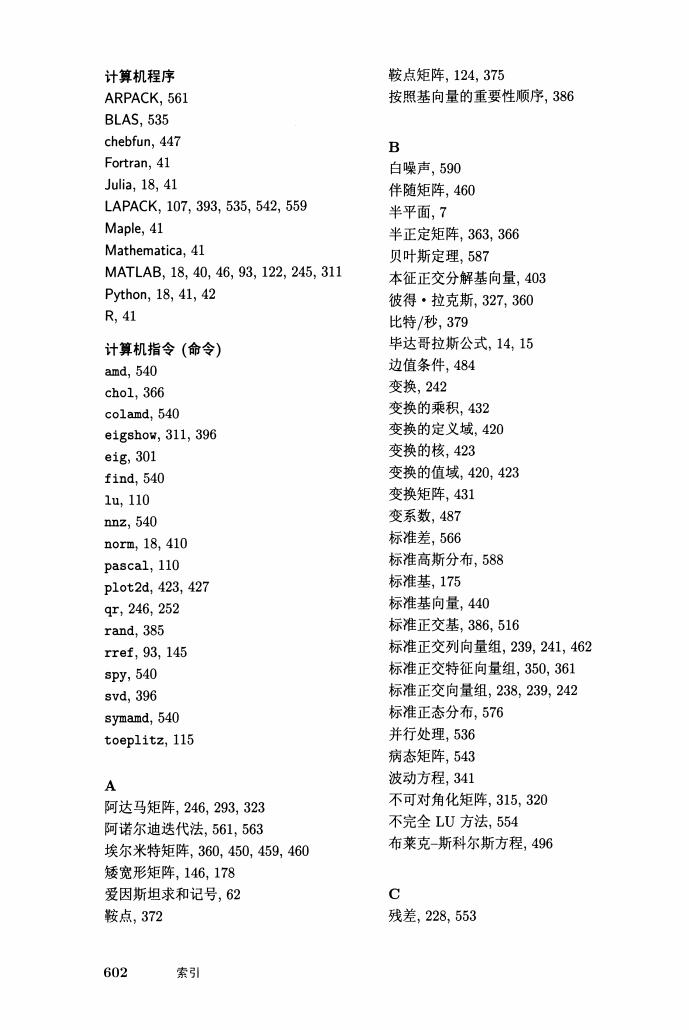 计算机程序
ARPACK, 561
BLAS, 535
chebfun, 447
Fortran, 41
Julia, 18, 41
LAPACK, 107, 393, 535, 542, 559
Maple, 41
Mathematica, 41
MATLAB, 18, 40, 46, 93, 122, 245, 311
Python, 18, 41, 42
R, 41
计算机指令 (命令)
amd, 540
chol, 366
colamd, 540
eigshow, 311, 396
eig, 301
find, 540
lu, 110
nnz, 540
norm, 18, 410
pascal, 110
plot2d, 423, 427
qr, 246, 252
rand, 385
rref, 93, 145
spy, 540
svd, 396
symamd, 540
toeplitz, 115
A
阿达马矩阵, 246, 293, 323
阿诺尔迪迭代法, 561, 563
埃尔米特矩阵, 360, 450, 459, 460
矮宽形矩阵, 146, 178
爱因斯坦求和记号, 62
鞍点, 372
鞍点矩阵, 124, 375
按照基向量的重要性顺序, 386
B
白噪声, 590
伴随矩阵, 460
半平面, 7
半正定矩阵, 363, 366
贝叶斯定理, 587
本征正交分解基向量, 403
彼得·拉克斯, 327, 360
比特/秒, 379
毕达哥拉斯公式, 14, 15
边值条件, 484
变换, 242
变换的乘积, 432
变换的定义域, 420
变换的核, 423
变换的值域, 420, 423
变换矩阵, 431
变系数, 487
标准差, 566
标准高斯分布, 588
标准基, 175
标准基向量, 440
标准正交基, 386, 516
标准正交列向量组, 239, 241, 462
标准正交特征向量组, 350, 361
标准正交向量组, 238, 239, 242
标准正态分布, 576
并行处理, 536
病态矩阵, 543
波动方程, 341
不可对角化矩阵, 315, 320
不完全 LU 方法, 554
布莱克–斯科尔斯方程, 496
C
残差, 228, 553
602 索引